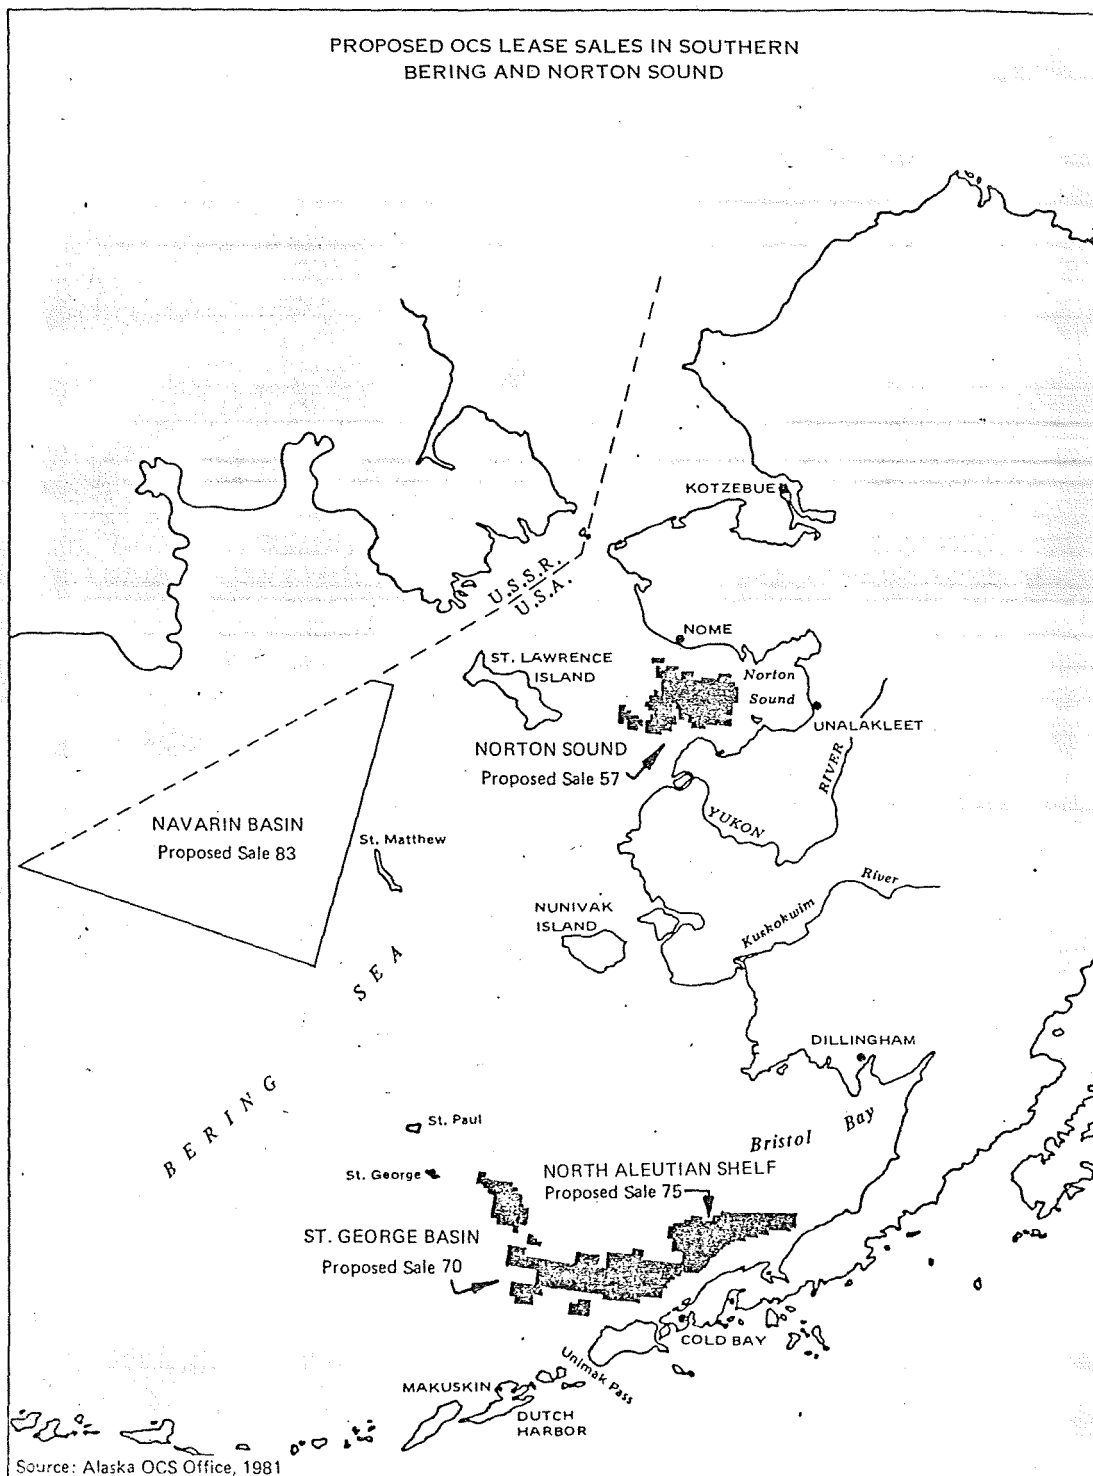 PROPOSED OCS LEASE SALES IN SOUTHERN
BERING AND NORTON SOUND
KOTZEBUE
U.S.S.R.
U.S.A.
NOME
ST. LAWRENCE
ISLAND
Norton
Sound
UNALAKLEET
NORTON SOUND
Proposed Sale 57
RIVER
YUKON
NAVARIN BASIN
Proposed Sale 83
St. Matthew
River
Kuskokwim
NUNIVAK
ISLAND
SEA
BERING
DILLINGHAM
Bristol Bay
St. Paul
St. George
NORTH ALEUTIAN SHELF
Proposed Sale 75
ST. GEORGE BASIN
Proposed Sale 70
COLD BAY
Unimak Pass
MAKUSKIN
DUTCH
HARBOR
Source: Alaska OCS Office, 1981